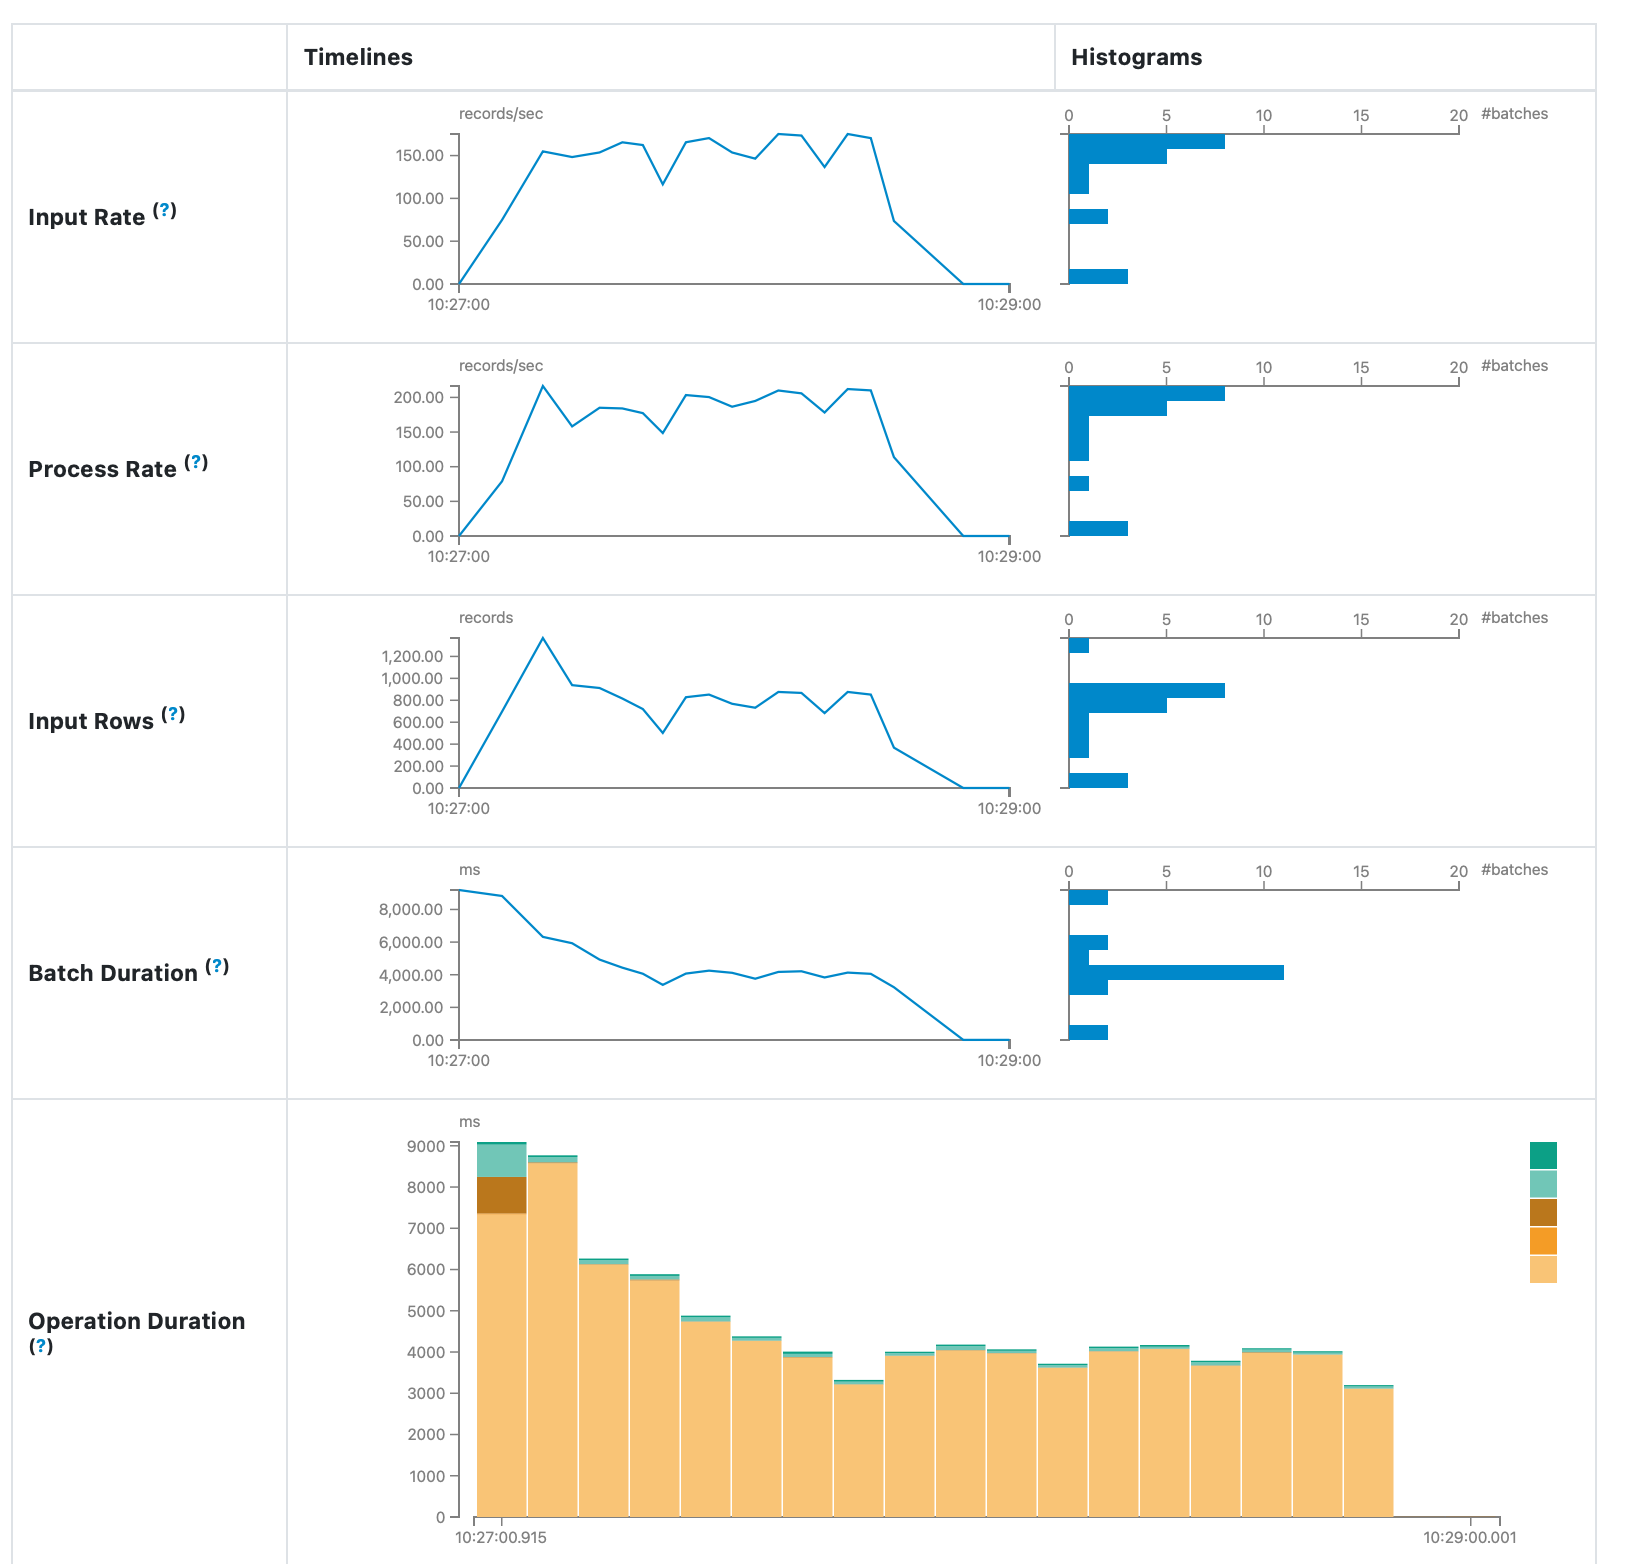 Timelines
Histograms
Input Rate (?)
records/sec
150.00
100.00
50.00
0.00
10:27:00
10:29:00
0 5 10 15 20 #batches
Process Rate (?)
records/sec
200.00
150.00
100.00
50.00
0.00
10:27:00
10:29:00
0 5 10 15 20 #batches
Input Rows (?)
records
1,200.00
1,000.00
800.00
600.00
400.00
200.00
0.00
10:27:00
10:29:00
0 5 10 15 20 #batches
Batch Duration (?)
ms
8,000.00
6,000.00
4,000.00
2,000.00
0.00
10:27:00
10:29:00
0 5 10 15 20 #batches
Operation Duration
(?)
ms
9000
8000
7000
6000
5000
4000
3000
2000
1000
0
10:27:00.915
10:29:00.001